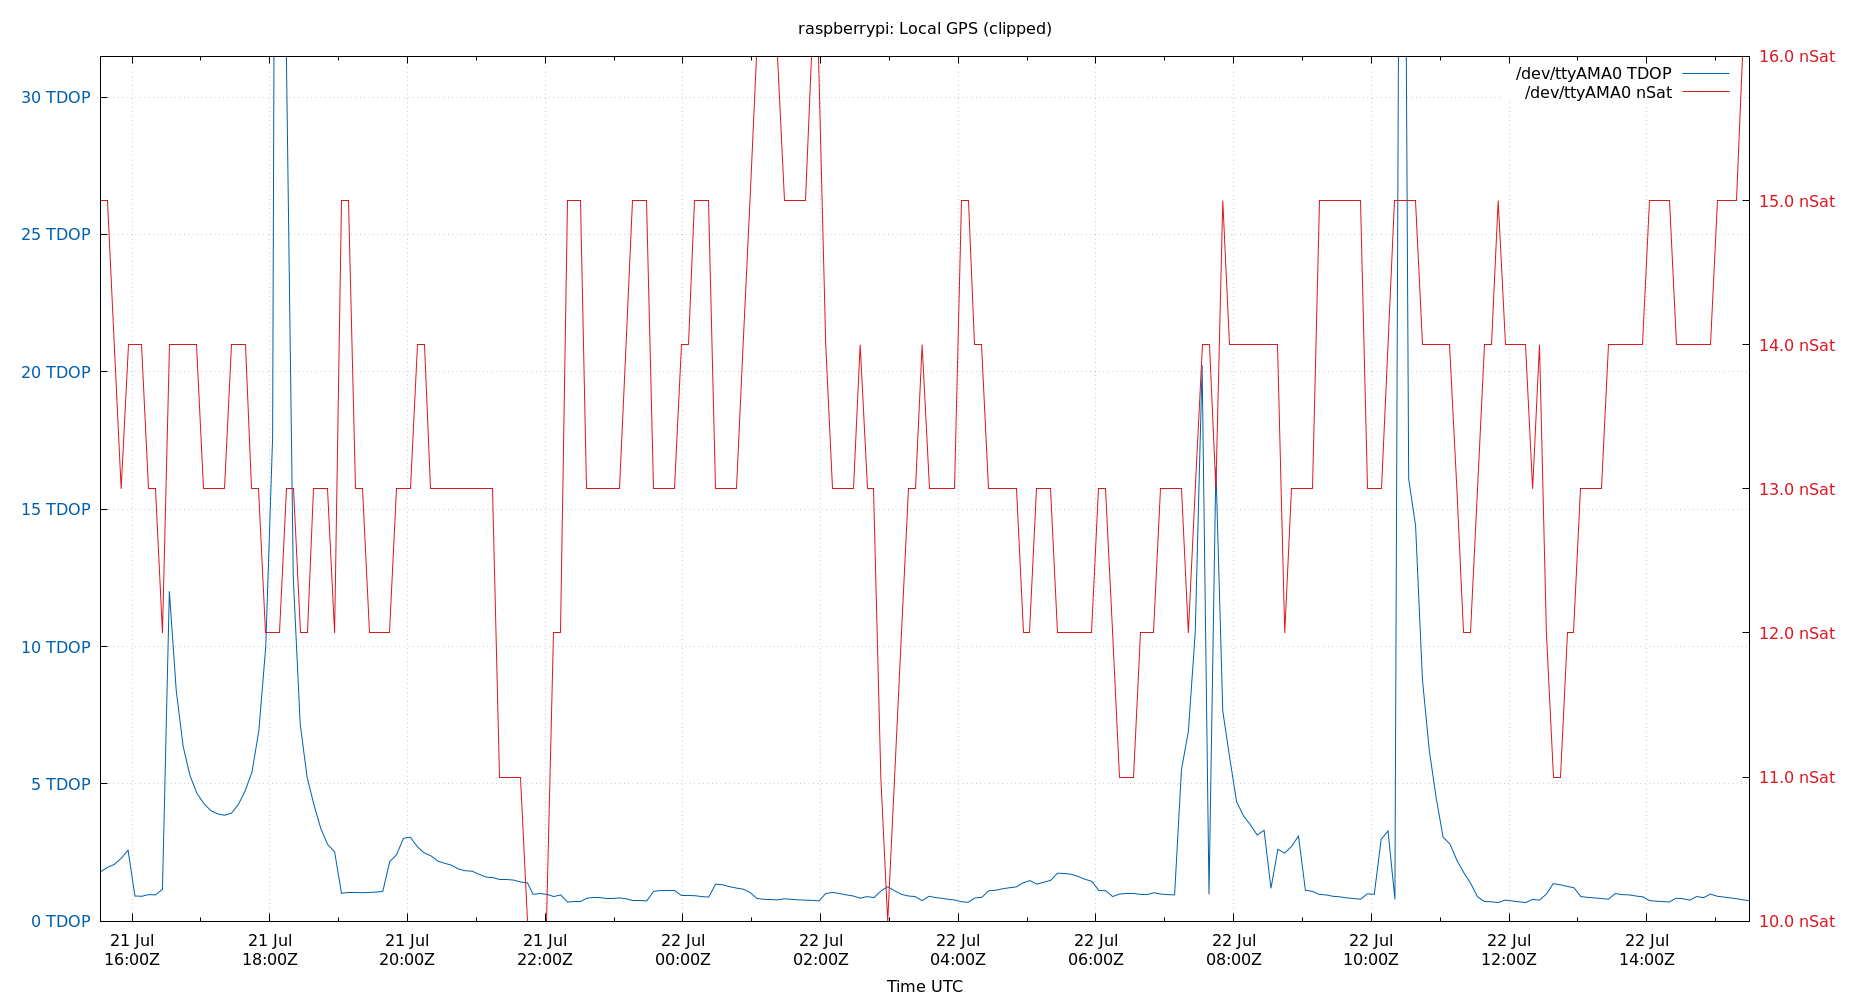 raspberrypi: Local GPS (clipped)
/dev/ttyAMA0 TDOP
/dev/ttyAMA0 nSat
30 TDOP
25 TDOP
20 TDOP
15 TDOP
10 TDOP
5 TDOP
0 TDOP
16.0 nSat
15.0 nSat
14.0 nSat
13.0 nSat
12.0 nSat
11.0 nSat
10.0 nSat
21 Jul
16:00Z
21 Jul
18:00Z
21 Jul
20:00Z
21 Jul
22:00Z
22 Jul
00:00Z
22 Jul
02:00Z
22 Jul
04:00Z
22 Jul
06:00Z
22 Jul
08:00Z
22 Jul
10:00Z
22 Jul
12:00Z
22 Jul
14:00Z
Time UTC